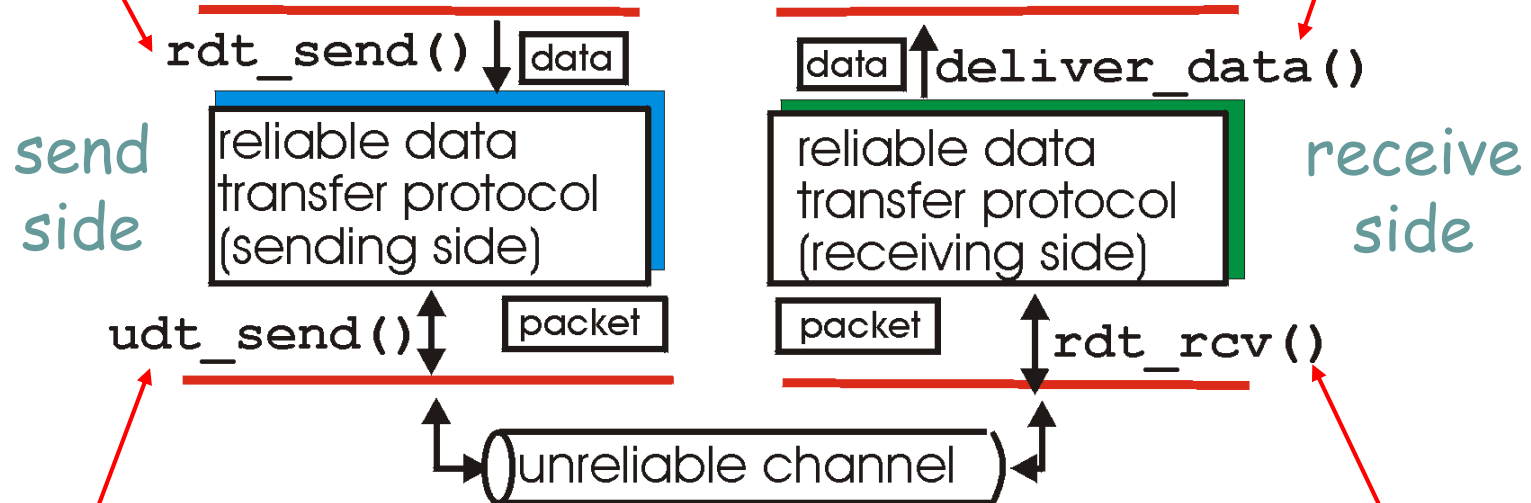 rdt_send()
data
send
side
reliable data
transfer protocol
(sending side)
udt_send()
packet
data
deliver_data()
reliable data
transfer protocol
(receiving side)
receive
side
packet
rdt_rcv()
unreliable channel